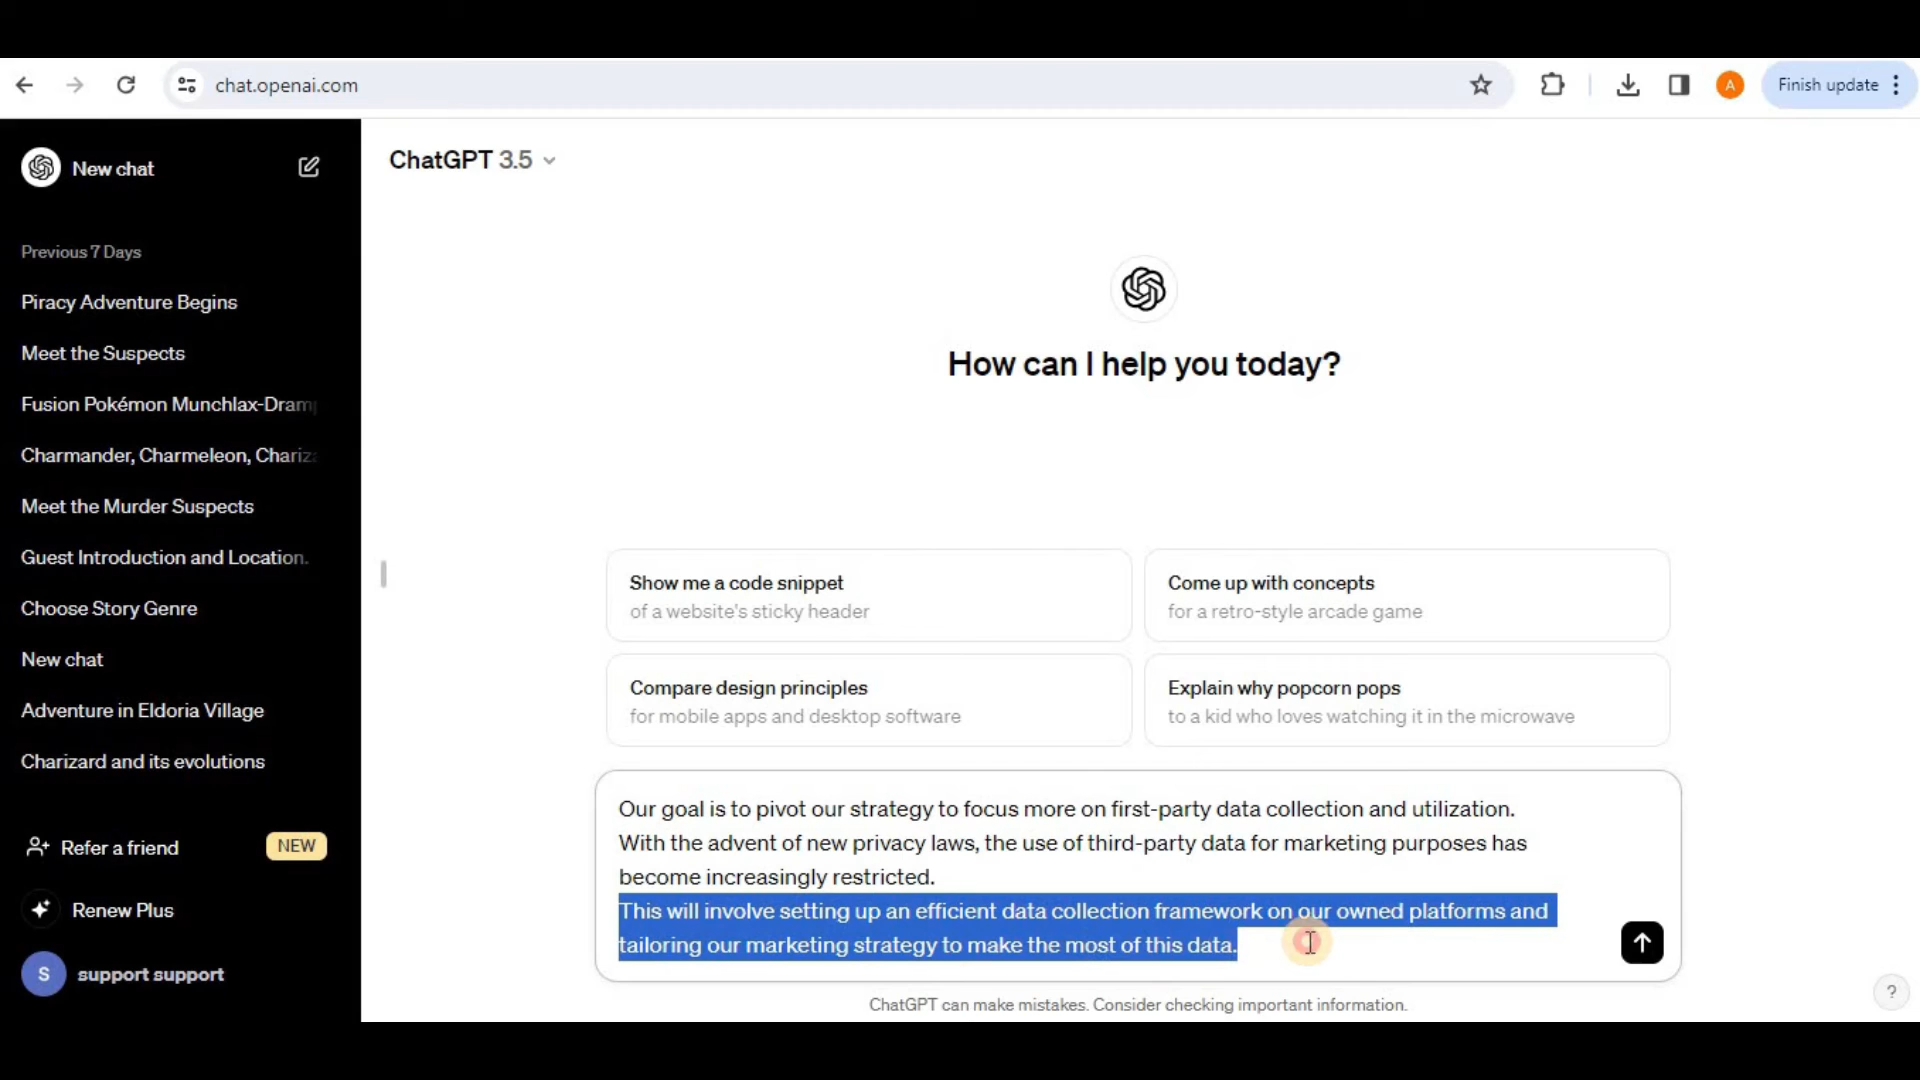 chat.openai.com
A
Finish update
New chat
ChatGPT 3.5
Previous 7 Days
Piracy Adventure Begins
Meet the Suspects
Fusion Pokémon Munchlax-Dram
Charmander, Charmeleon, Chariz
Meet the Murder Suspects
Guest Introduction and Location.
Choose Story Genre
New chat
Adventure in Eldoria Village
Charizard and its evolutions
Refer a friend NEW
Renew Plus
S support support
How can I help you today?
Show me a code snippet
of a website's sticky header
Come up with concepts
for a retro-style arcade game
Compare design principles
for mobile apps and desktop software
Explain why popcorn pops
to a kid who loves watching it in the microwave
Our goal is to pivot our strategy to focus more on first-party data collection and utilization.
With the advent of new privacy laws, the use of third-party data for marketing purposes has
become increasingly restricted.
This will involve setting up an efficient data collection framework on our owned platforms and
tailoring our marketing strategy to make the most of this data.
ChatGPT can make mistakes. Consider checking important information.
?